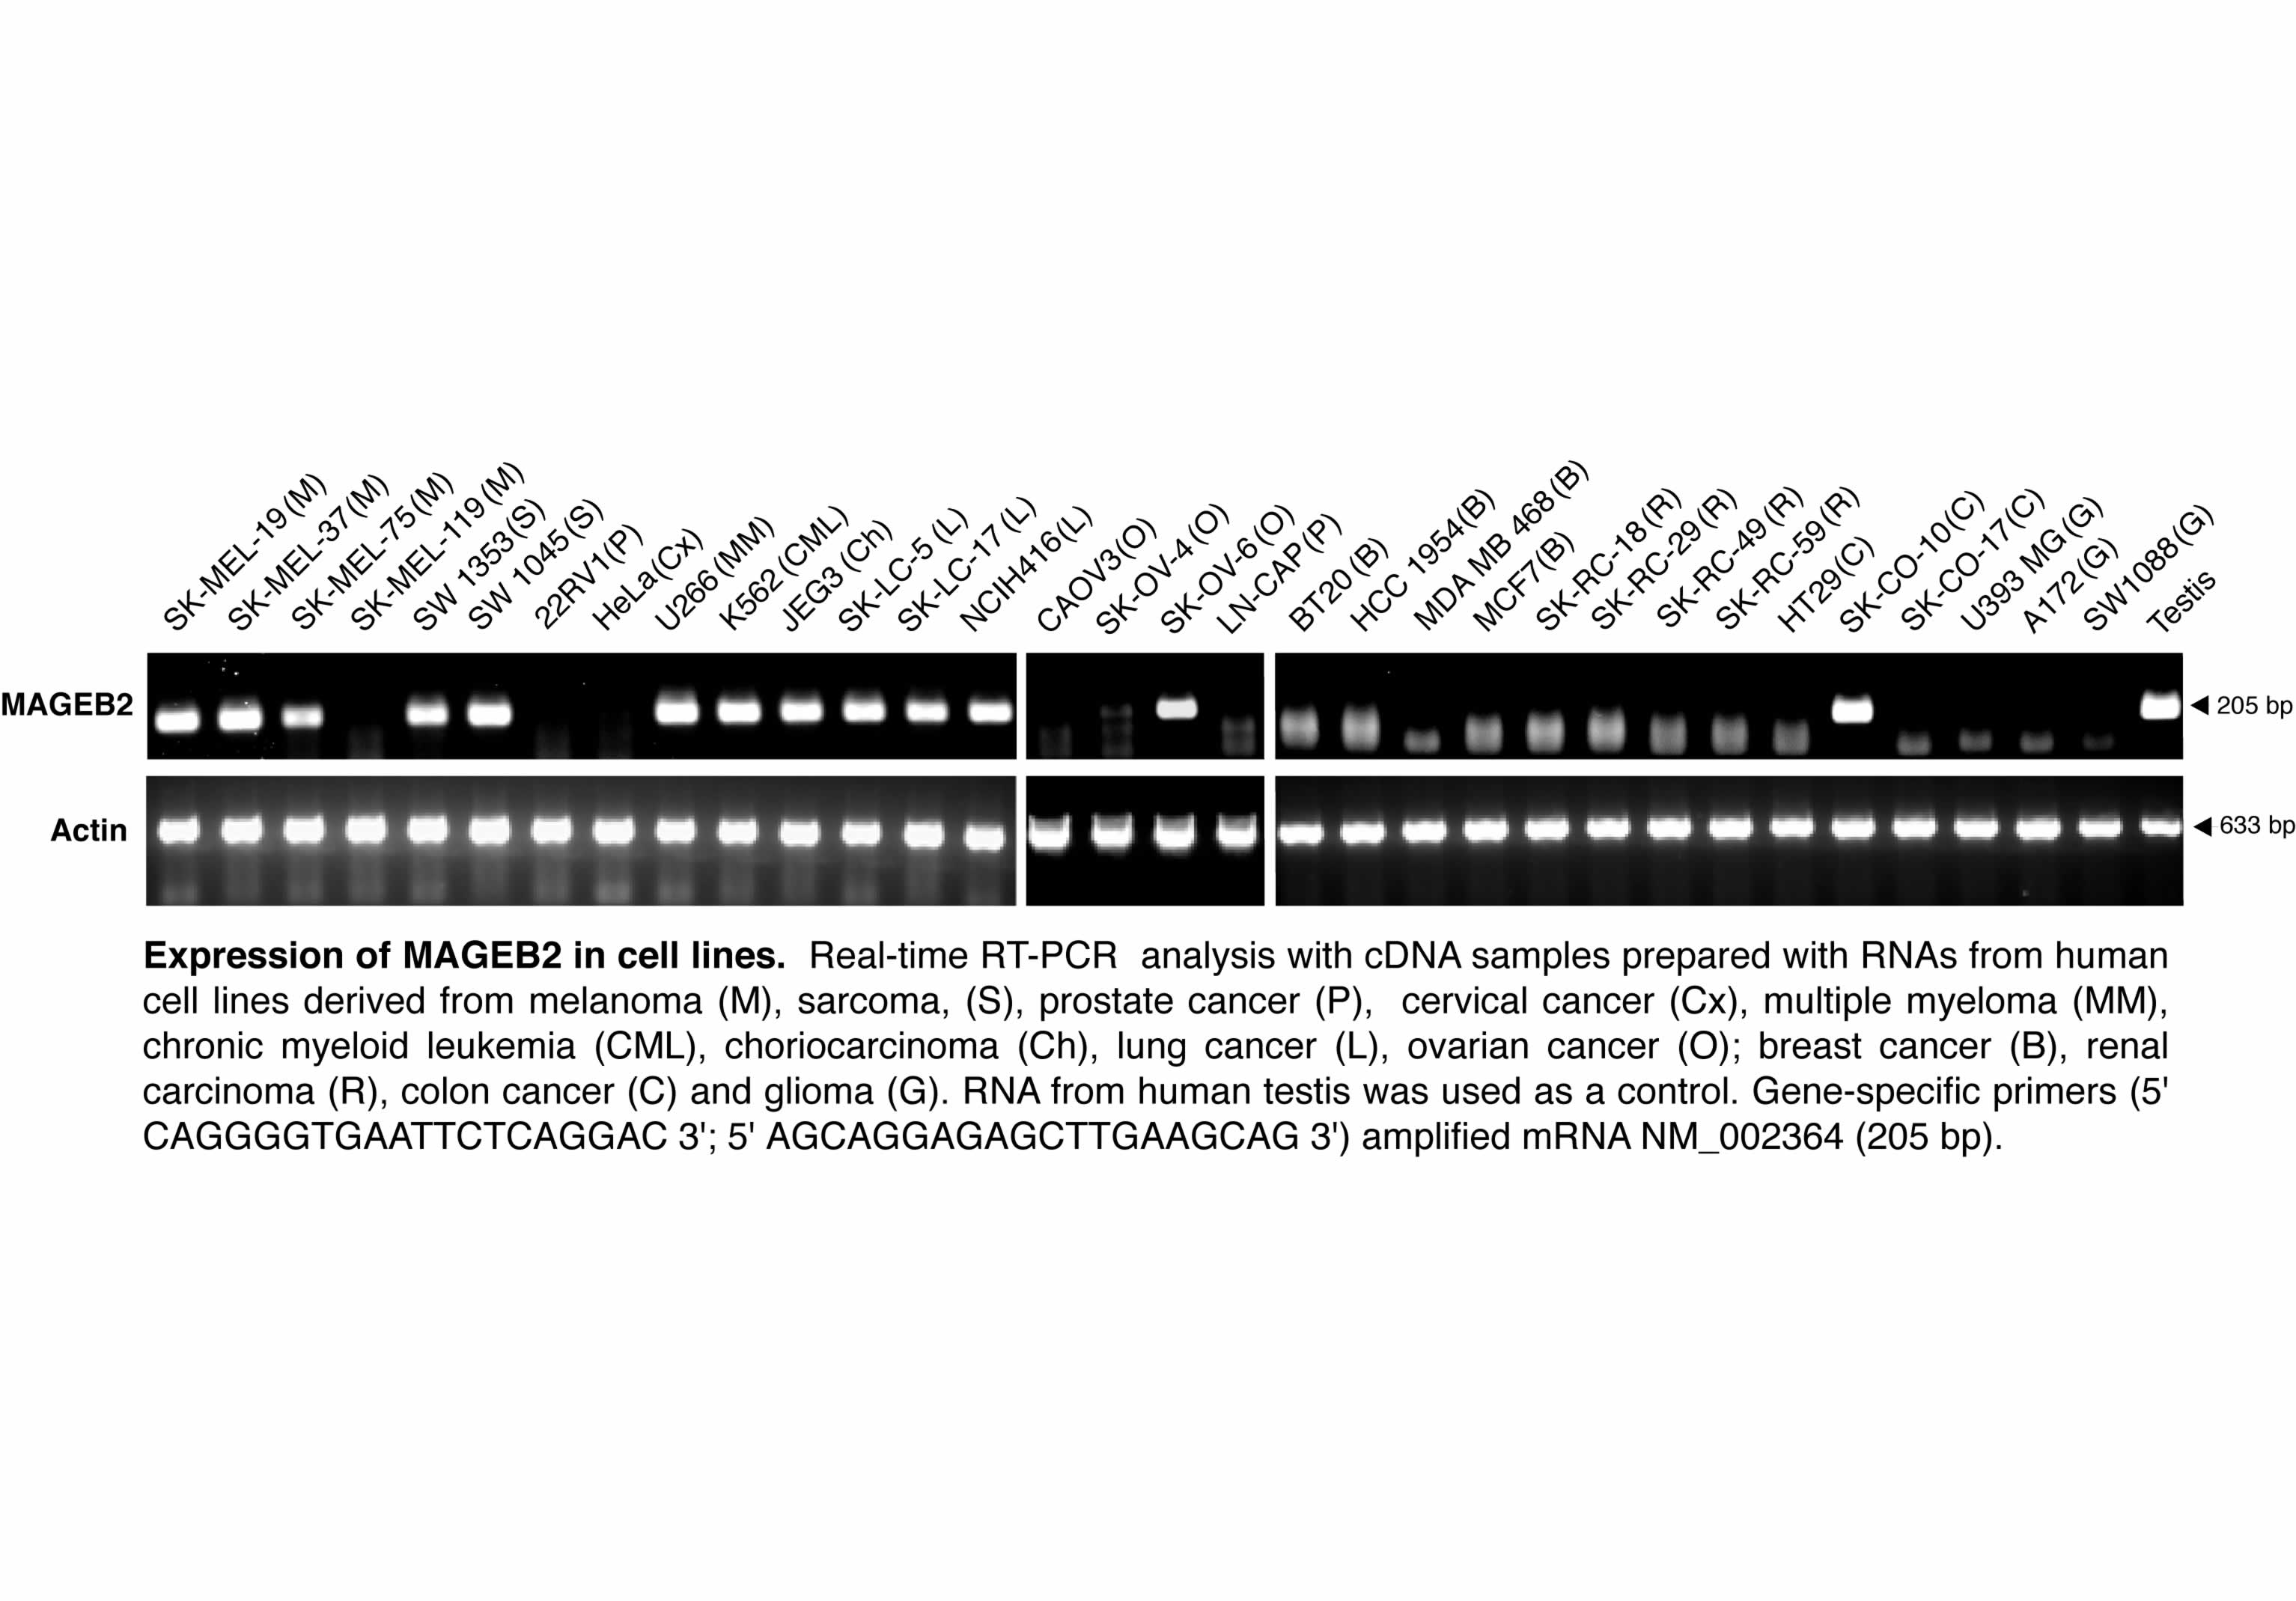 SK-MEL-19 (M)
SK-MEL-37(M)
SK-MEL-75 (M)
SK-MEL-119 (M)
SW 1353 (S)
SW 1045 (S)
22RV1(P)
HeLa(Cx)
U266 (MM)
K562 (CML)
JEG3 (Ch)
SK-LC-5 (L)
SK-LC-17 (L)
NCIH416 (L)
CAOV3(O)
SK-OV-4 (O)
SK-OV-6 (O)
LN-CAP (P)
BT20 (B)
HCC 1954(B)
MDA MB 468 (B)
MCF7(B)
SK-RC-18 (R)
SK-RC-29 (R)
SK-RC-49 (R)
SK-RC-59 (R)
HT29 (C)
SK-CO-10 (C)
SK-CO-17(C)
U393 MG (G)
A172 (G)
SW1088 (G)
Testis
MAGEB2
205 bp
Actin
633 bp
Expression of MAGEB2 in cell lines. Real-time RT-PCR analysis with cDNA samples prepared with RNAs from human
cell lines derived from melanoma (M), sarcoma, (S), prostate cancer (P), cervical cancer (Cx), multiple myeloma (MM),
chronic myeloid leukemia (CML), choriocarcinoma (Ch), lung cancer (L), ovarian cancer (O); breast cancer (B), renal
carcinoma (R), colon cancer (C) and glioma (G). RNA from human testis was used as a control. Gene-specific primers (5'
CAGGGGTGAATTCTCAGGAC 3'; 5' AGCAGGAGAGCTTGAAGCAG 3') amplified mRNA NM_002364 (205 bp).